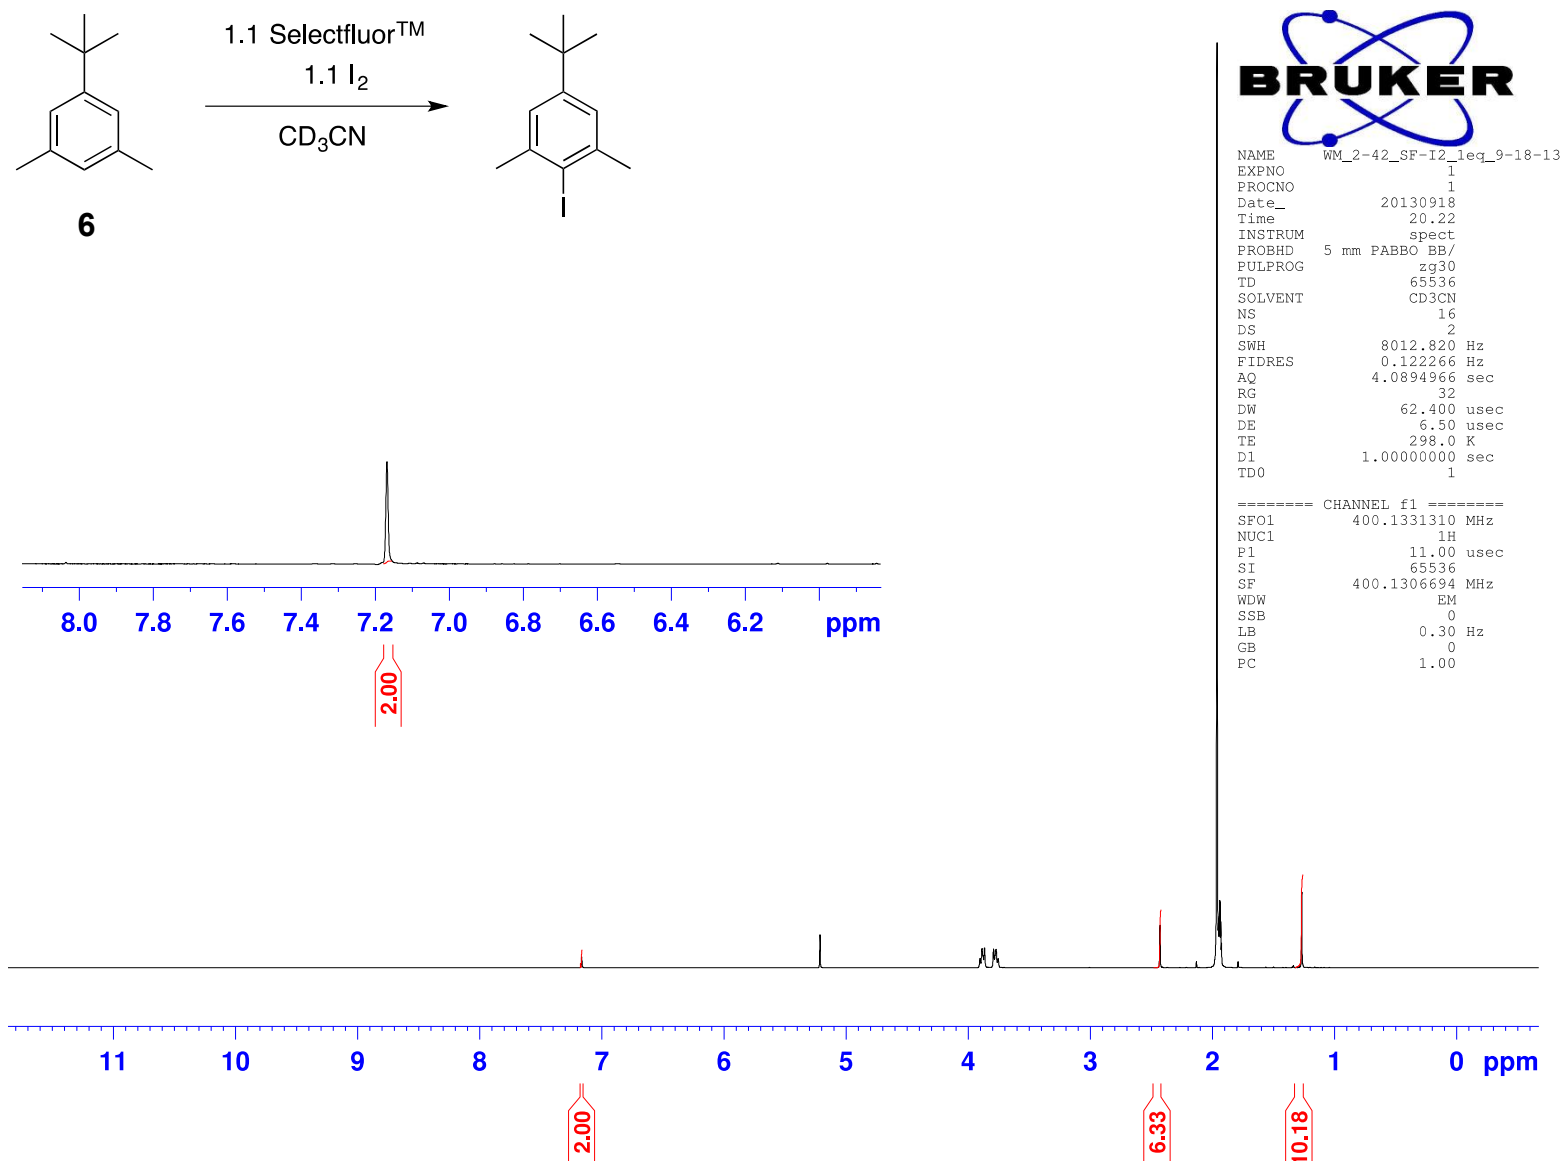 1.1 Selectfluor™
1.1 I2
CD3CN
I
6
BRUKER
NAME WM_2-42_SF-I2_1eq_9-18-13
EXPNO 1
PROCNO 1
Date_ 20130918
Time 20.22
INSTRUM spect
PROBHD 5 mm PABBO BB/
PULPROG zg30
TD 65536
SOLVENT CD3CN
NS 16
DS 2
SWH 8012.820 Hz
FIDRES 0.122266 Hz
AQ 4.0894966 sec
RG 32
DW 62.400 usec
DE 6.50 usec
TE 298.0 K
D1 1.00000000 sec
TD0 1
======== CHANNEL f1 ========
SFO1 400.1331310 MHz
NUC1 1H
P1 11.00 usec
SI 65536
SF 400.1306694 MHz
WDW EM
SSB 0
LB 0.30 Hz
GB 0
PC 1.00
8.0 7.8 7.6 7.4 7.2 7.0 6.8 6.6 6.4 6.2 ppm
2.00
11 10 9 8 7 6 5 4 3 2 1 0 ppm
2.00 6.33 10.18